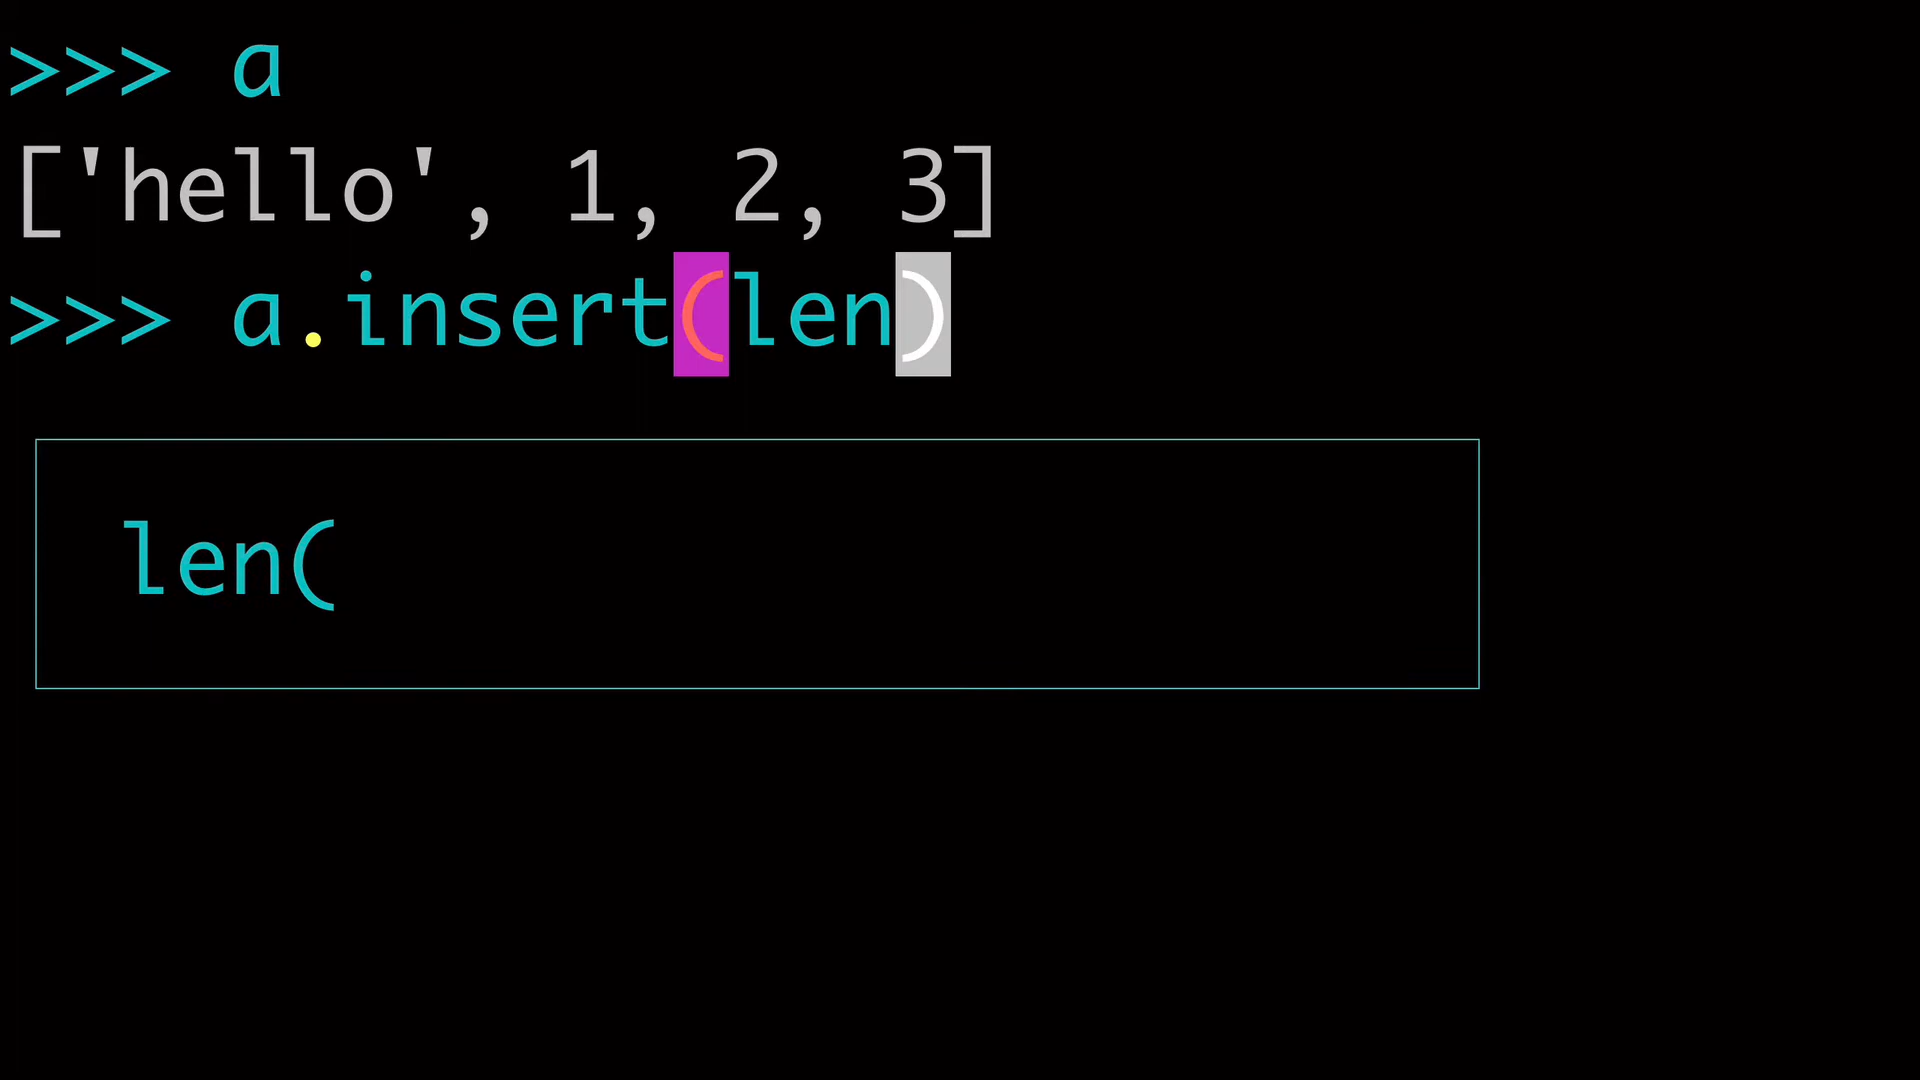 >>> a
['hello', 1, 2, 3]
>>> a.insert(len)
len(